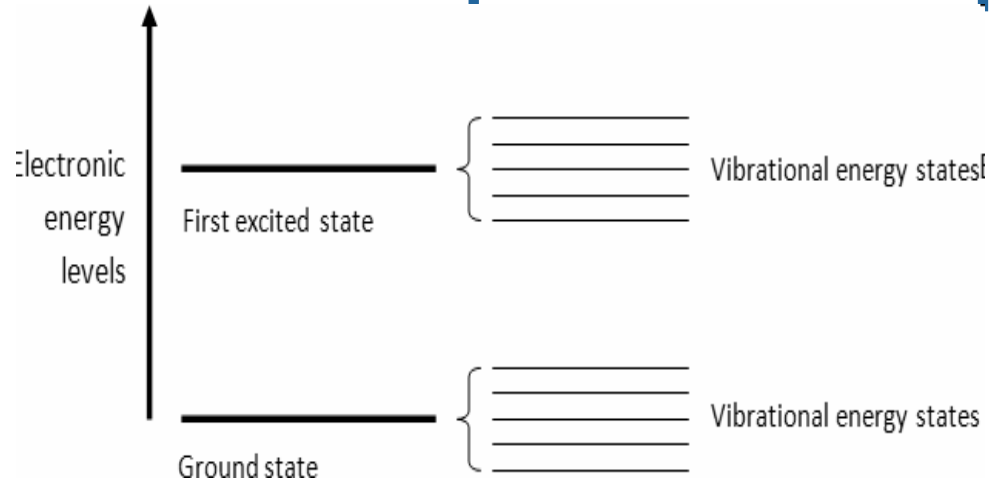 Electronic
energy
levels
First excited state
Vibrational energy states
Ground state
Vibrational energy states